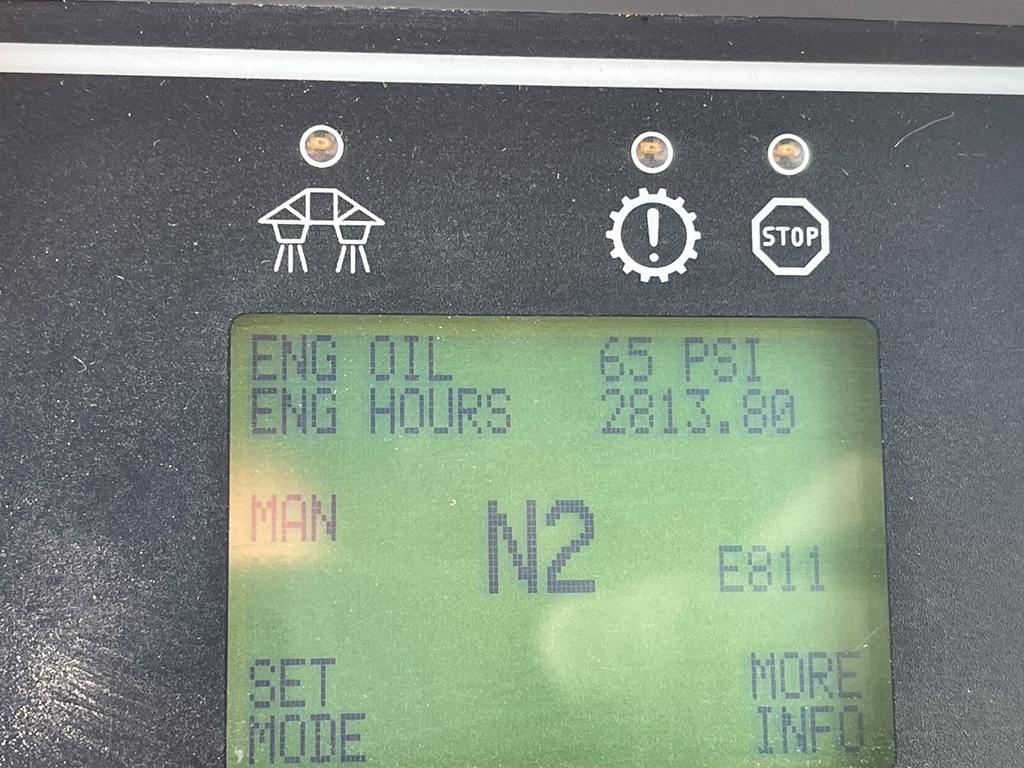 STOP
ENG OIL 65 PSI
ENG HOURS 2813.80
MAN N2
E811
SET MODE
MORE INFO